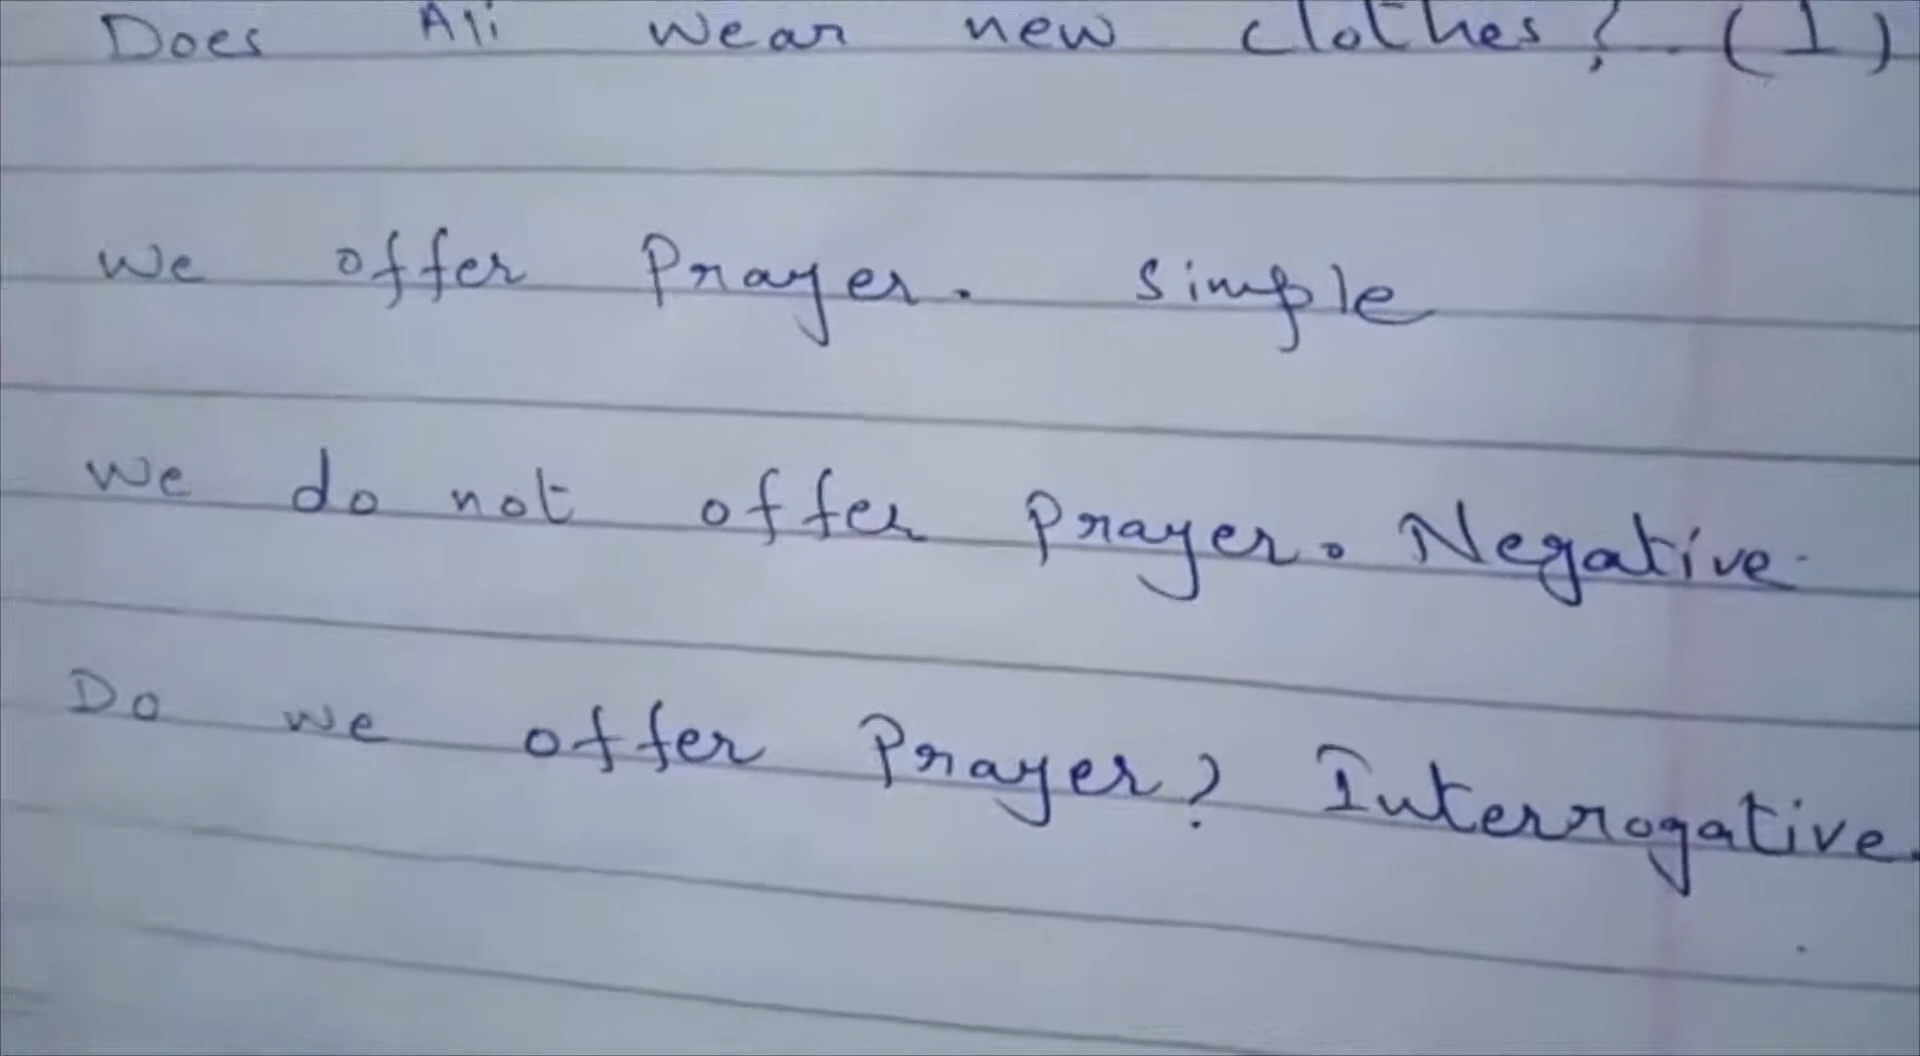 Does Ali wear new clothes? (I)
We offer Prayer. Simple
We do not offer Prayer. Negative.
Do we offer Prayer? Interrogative.